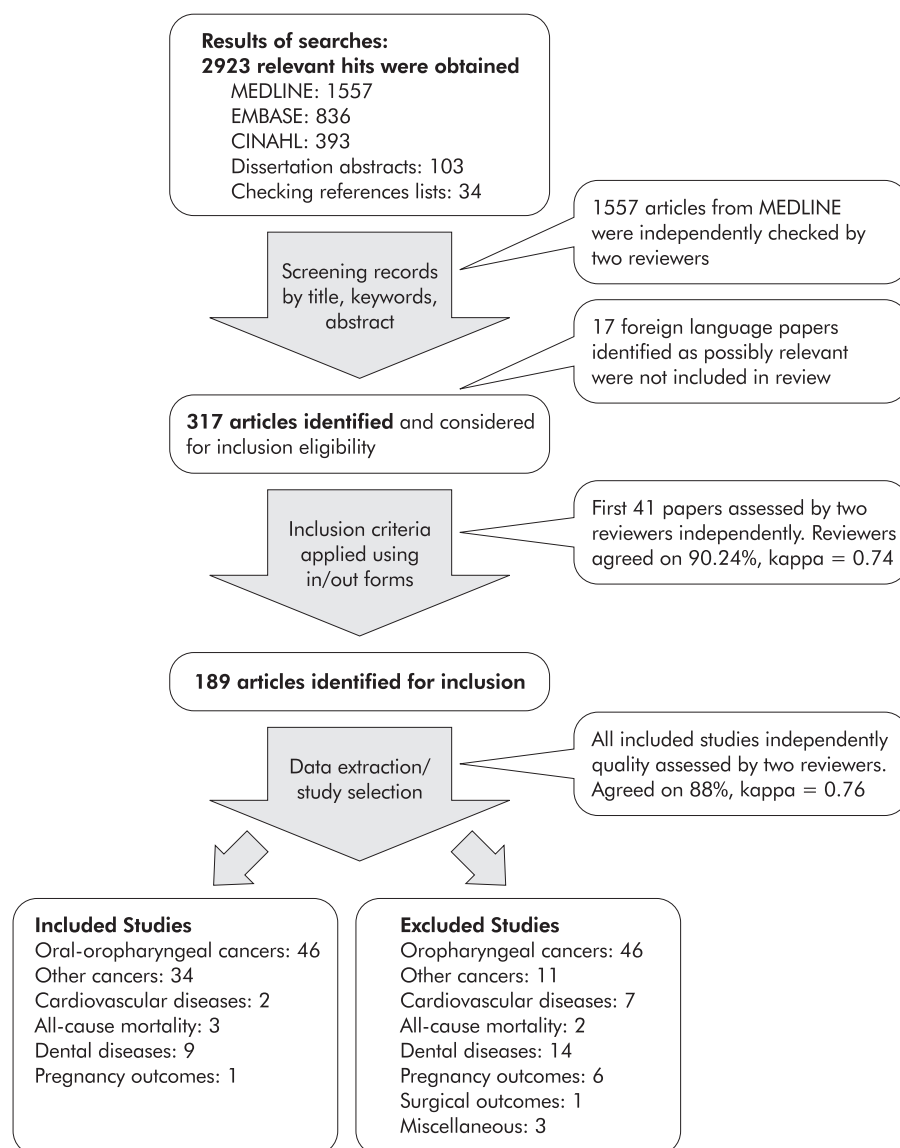 Results of searches:
2923 relevant hits were obtained
MEDLINE: 1557
EMBASE: 836
CINAHL: 393
Dissertation abstracts: 103
Checking references lists: 34
1557 articles from MEDLINE
were independently checked by
two reviewers
Screening records
by title, keywords,
abstract
17 foreign language papers
identified as possibly relevant
were not included in review
317 articles identified and considered
for inclusion eligibility
First 41 papers assessed by two
reviewers independently. Reviewers
agreed on 90.24%, kappa = 0.74
Inclusion criteria
applied using
in/out forms
189 articles identified for inclusion
All included studies independently
quality assessed by two reviewers.
Agreed on 88%, kappa = 0.76
Data extraction/
study selection
Included Studies
Oral-oropharyngeal cancers: 46
Other cancers: 34
Cardiovascular diseases: 2
All-cause mortality: 3
Dental diseases: 9
Pregnancy outcomes: 1
Excluded Studies
Oropharyngeal cancers: 46
Other cancers: 11
Cardiovascular diseases: 7
All-cause mortality: 2
Dental diseases: 14
Pregnancy outcomes: 6
Surgical outcomes: 1
Miscellaneous: 3